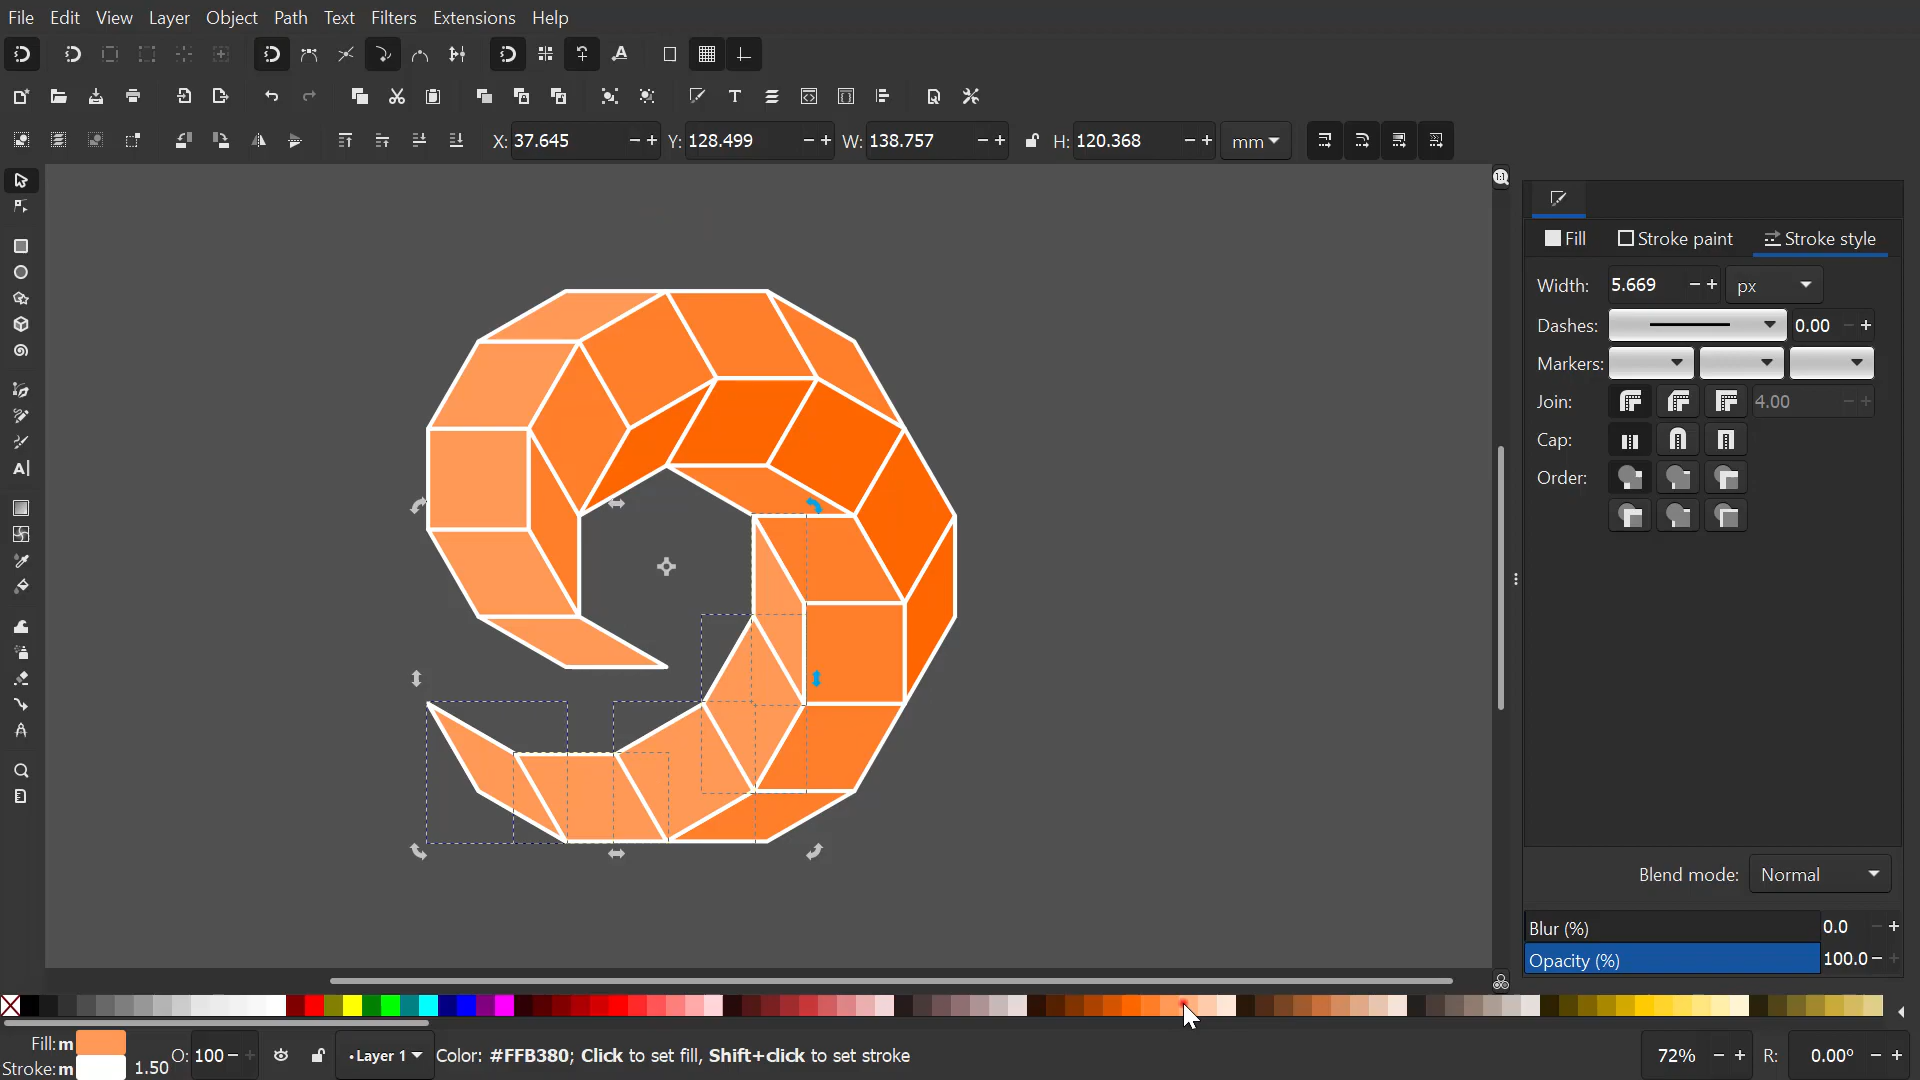 File Edit View Layer Object Path Text Filters Extensions Help
X: 37.645 Y: 128.499 W: 138.757 H: 120.368 mm
Fill Stroke paint Stroke style
Width: 5.669 px
Dashes: 0.00
Markers:
Join: 4.00
Cap:
Order:
Blend mode: Normal
Blur (%) 0.0
Opacity (%) 100.0
Fill: m O: 100 Layer 1 Color: #FFB380; Click to set fill, Shift+click to set stroke 72% R: 0.00°
Stroke: m 1.50